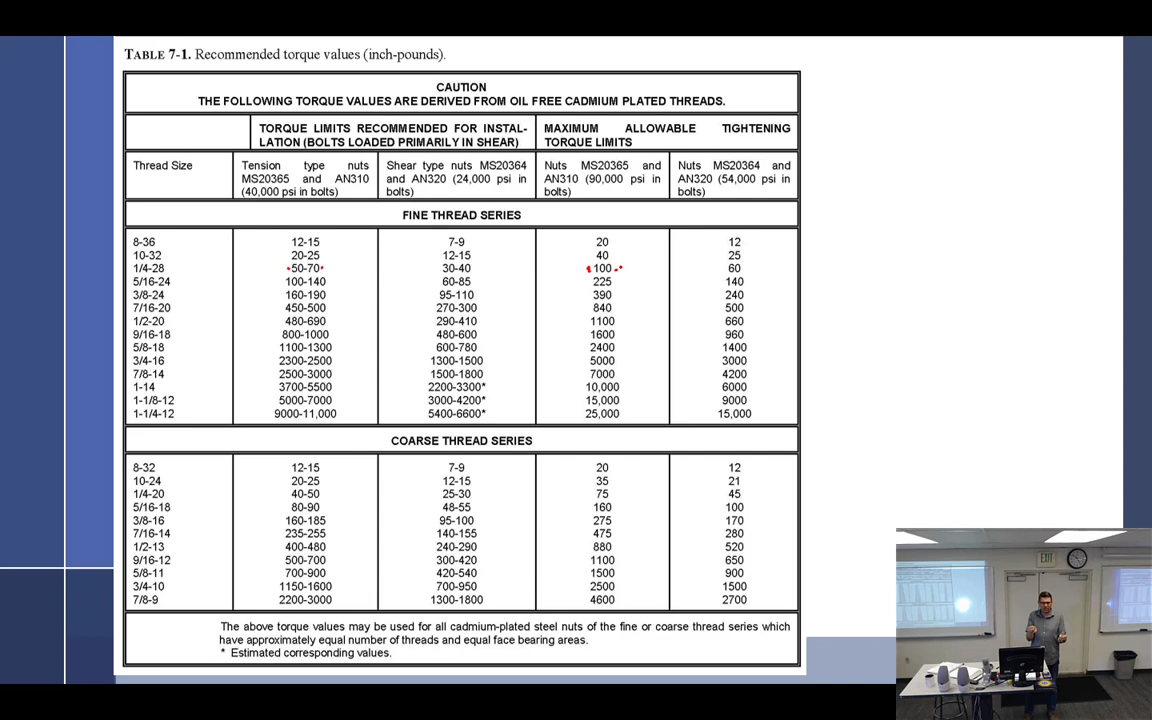 TABLE 7-1. Recommended torque values (inch-pounds).
CAUTION
THE FOLLOWING TORQUE VALUES ARE DERIVED FROM OIL FREE CADMIUM PLATED THREADS.
TORQUE LIMITS RECOMMENDED FOR INSTAL-
LATION (BOLTS LOADED PRIMARILY IN SHEAR)
MAXIMUM ALLOWABLE TIGHTENING
TORQUE LIMITS
Thread Size
Tension type nuts
MS20365 and AN310
(40,000 psi in bolts)
Shear type nuts MS20364
and AN320 (24,000 psi in
bolts)
Nuts MS20365 and
AN310 (90,000 psi in
bolts)
Nuts MS20364 and
AN320 (54,000 psi in
bolts)
FINE THREAD SERIES
8-36 12-15 7-9 20 12
10-32 20-25 12-15 40 25
1/4-28 50-70 30-40 100 60
5/16-24 100-140 60-85 225 140
3/8-24 160-190 95-110 390 240
7/16-20 450-500 270-300 840 500
1/2-20 480-690 290-410 1100 660
9/16-18 800-1000 480-600 1600 960
5/8-18 1100-1300 600-780 2400 1400
3/4-16 2300-2500 1300-1500 5000 3000
7/8-14 2500-3000 1500-1800 7000 4200
1-14 3700-5500 2200-3300* 10,000 6000
1-1/8-12 5000-7000 3000-4200* 15,000 9000
1-1/4-12 9000-11,000 5400-6600* 25,000 15,000
COARSE THREAD SERIES
8-32 12-15 7-9 20 12
10-24 20-25 12-15 35 21
1/4-20 40-50 25-30 75 45
5/16-18 80-90 48-55 160 100
3/8-16 160-185 95-100 275 170
7/16-14 235-255 140-155 475 280
1/2-13 400-480 240-290 880 520
9/16-12 500-700 300-420 1100 650
5/8-11 700-900 420-540 1500 900
3/4-10 1150-1600 700-950 2500 1500
7/8-9 2200-3000 1300-1800 4600 2700
The above torque values may be used for all cadmium-plated steel nuts of the fine or coarse thread series which
have approximately equal number of threads and equal face bearing areas.
* Estimated corresponding values.
EXIT